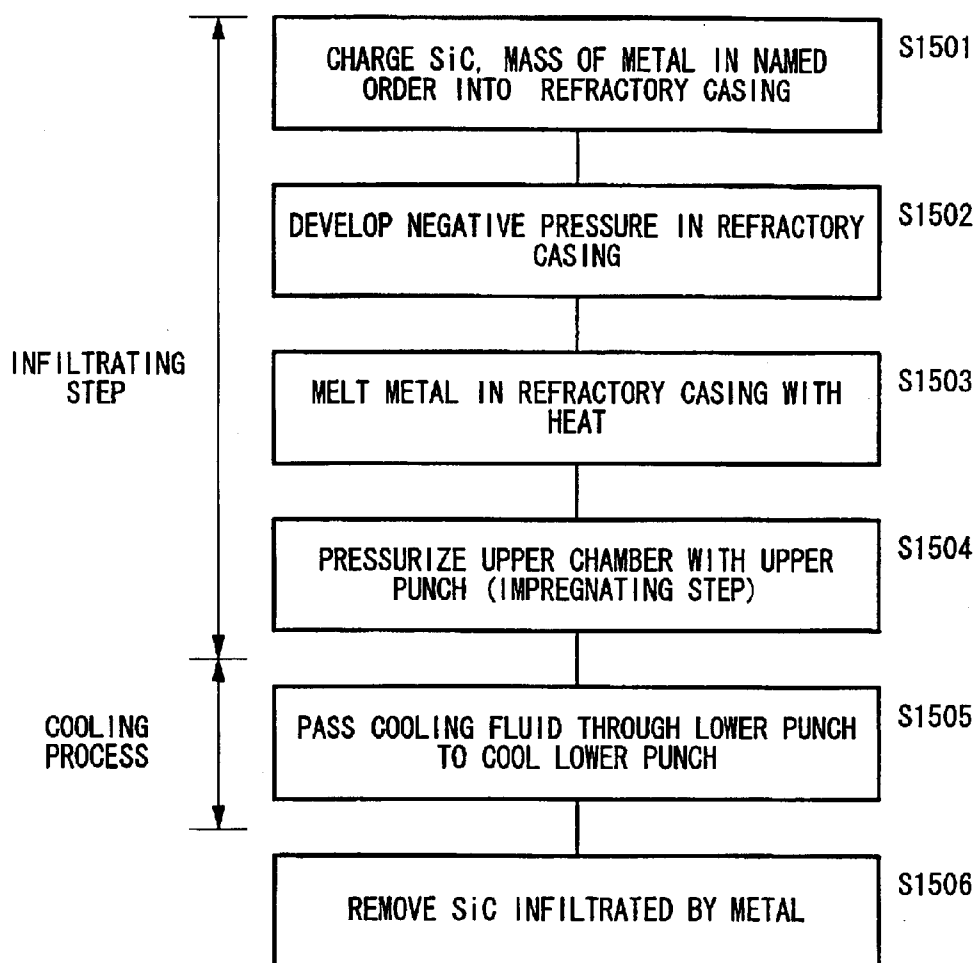 CHARGE SiC, MASS OF METAL IN NAMED
ORDER INTO REFRACTORY CASING
S1501
DEVELOP NEGATIVE PRESSURE IN REFRACTORY
CASING
S1502
INFILTRATING
STEP
MELT METAL IN REFRACTORY CASING WITH
HEAT
S1503
PRESSURIZE UPPER CHAMBER WITH UPPER
PUNCH (IMPREGNATING STEP)
S1504
COOLING
PROCESS
PASS COOLING FLUID THROUGH LOWER PUNCH
TO COOL LOWER PUNCH
S1505
REMOVE SiC INFILTRATED BY METAL
S1506